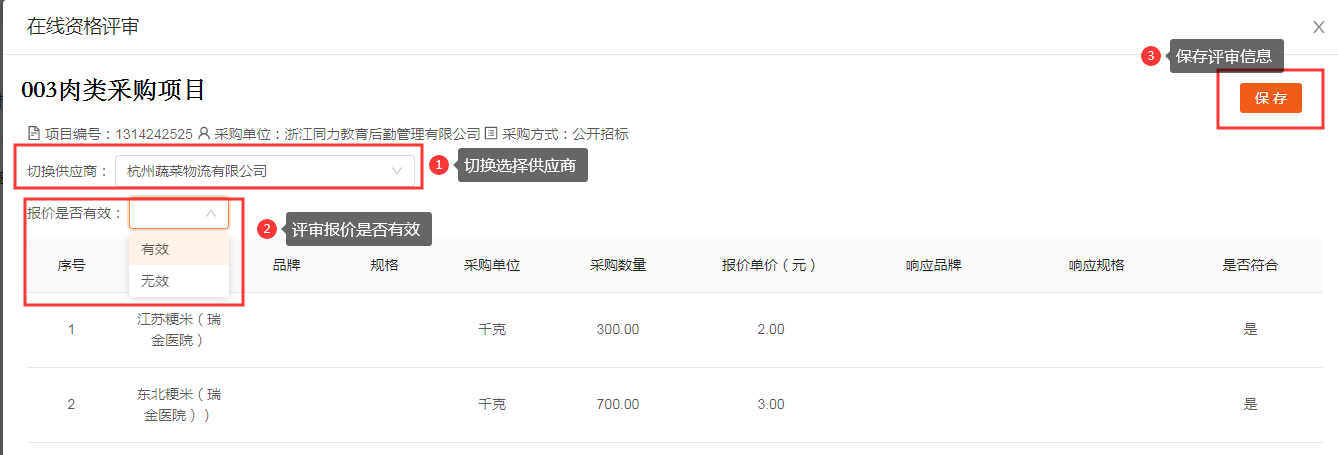 在线资格评审
3 保存评审信息
003肉类采购项目
保 存
项目编号：1314242525 采购单位：浙江同力教育后勤管理有限公司 采购方式：公开招标
切换供应商： 杭州蔬菜物流有限公司 1 切换选择供应商
报价是否有效： 2 评审报价是否有效
有效
无效
序号 品牌 规格 采购单位 采购数量 报价单价（元） 响应品牌 响应规格 是否符合
1 江苏粳米（瑞
金医院） 千克 300.00 2.00 是
2 东北粳米（瑞
金医院）） 千克 700.00 3.00 是